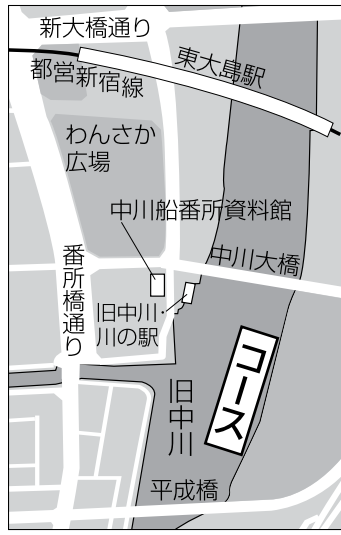 新大橋通り
都営新宿線
東大島駅
わんさか
広場
中川船番所資料館
中川大橋
番所橋通り
旧中川・
川の駅
コース
旧中川
平成橋